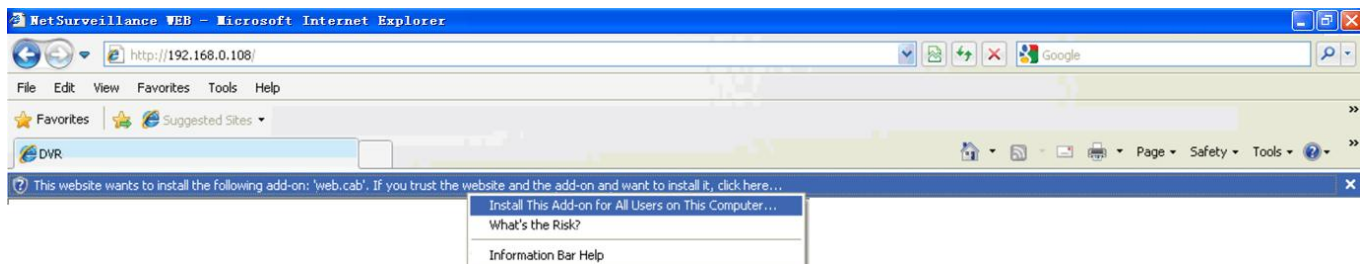 NetSurveillance WEB - Microsoft Internet Explorer
http://192.168.0.108/
Google
File Edit View Favorites Tools Help
Favorites Suggested Sites
DVR
Page Safety Tools
This website wants to install the following add-on: 'web.cab'. If you trust the website and the add-on and want to install it, click here...
Install This Add-on for All Users on This Computer...
What's the Risk?
Information Bar Help